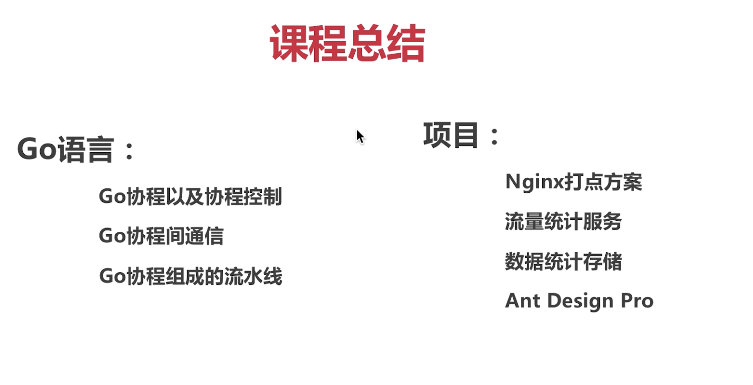 课程总结
Go语言：
Go协程以及协程控制
Go协程间通信
Go协程组成的流水线
项目：
Nginx打点方案
流量统计服务
数据统计存储
Ant Design Pro